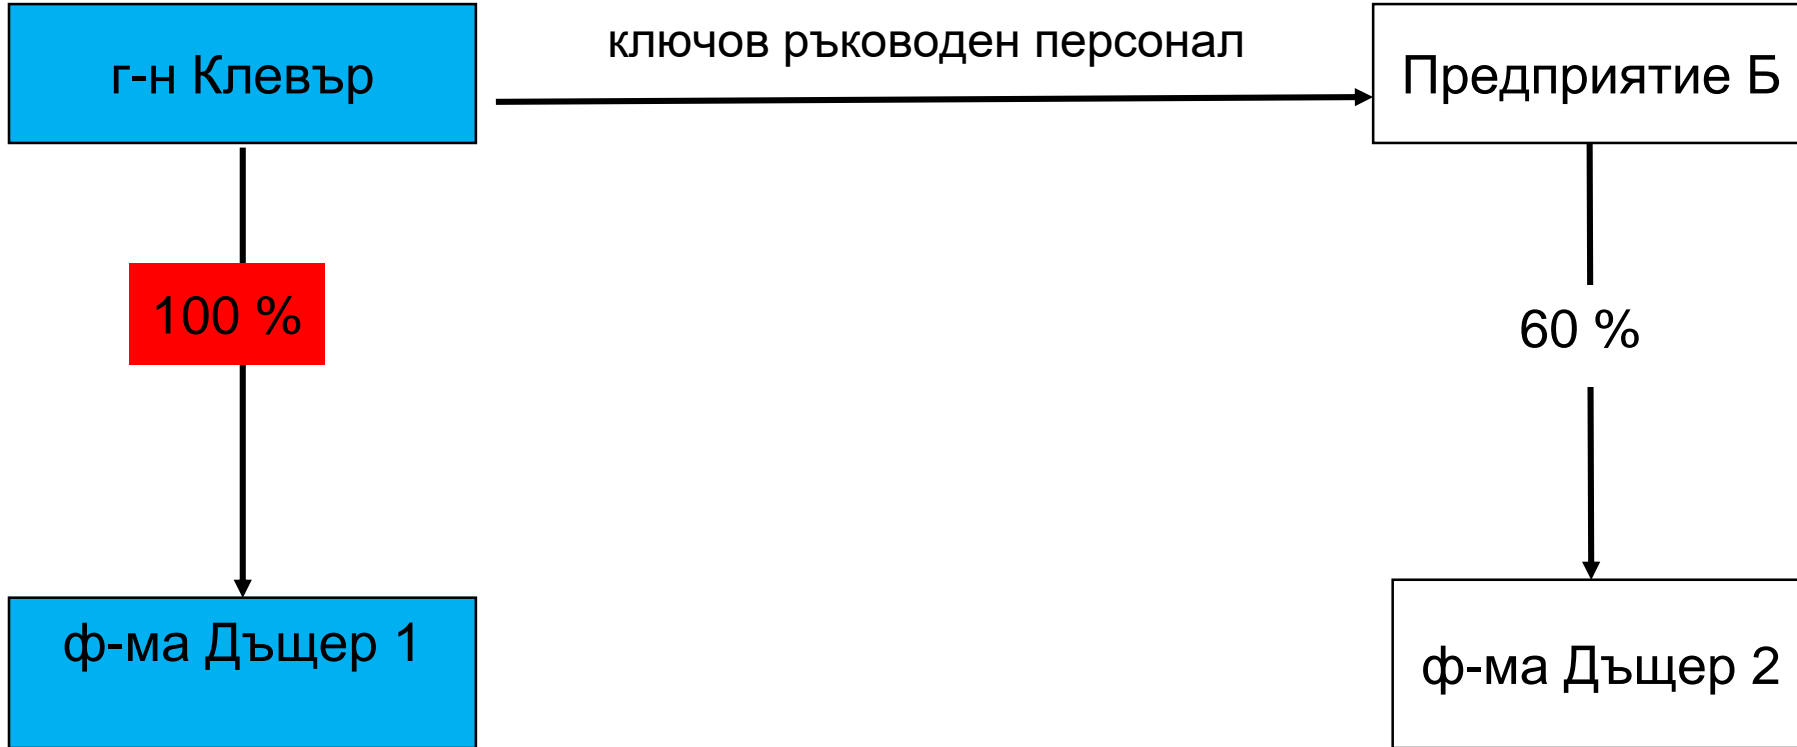 г-н Клевър
ключов ръководен персонал
Предприятие Б
100 %
60 %
ф-ма Дъщер 1
ф-ма Дъщер 2